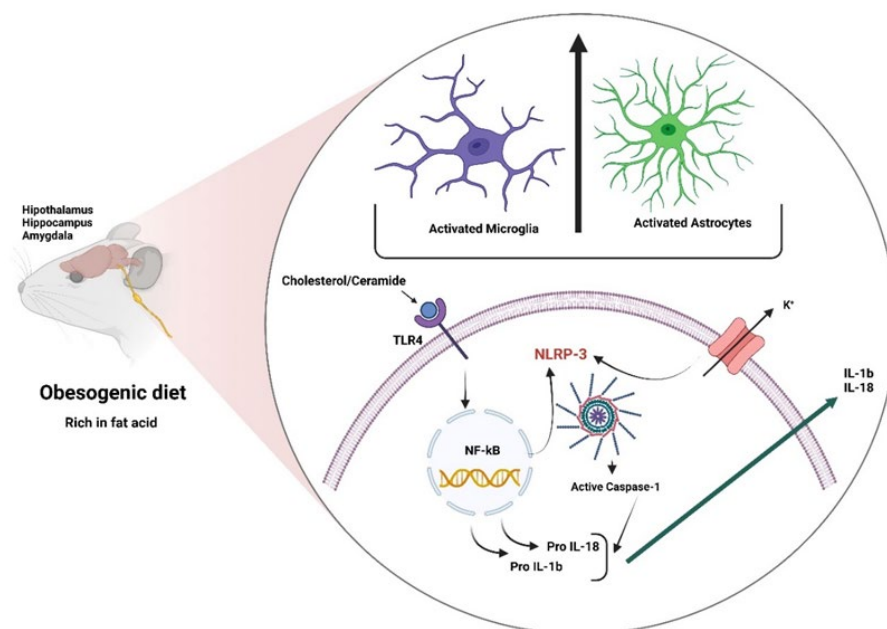 Hipothalamus
Hippocampus
Amygdala
Obesogenic diet
Rich in fat acid
Activated Microglia
Activated Astrocytes
Cholesterol/Ceramide
TLR4
NLRP-3
K⁺
IL-1b
IL-18
NF-kB
Active Caspase-1
Pro IL-18
Pro IL-1b